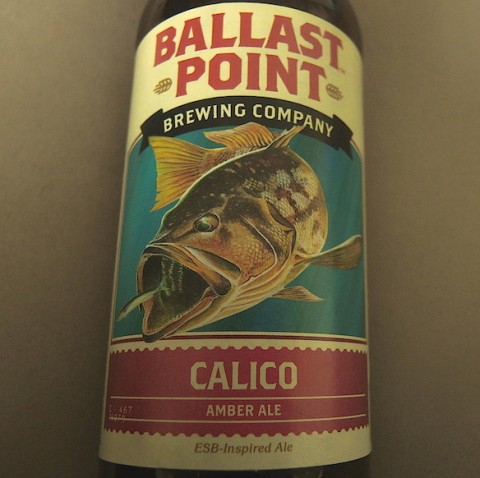 BALLAST
POINT
BREWING COMPANY
CALICO
AMBER ALE
ESB-Inspired Ale